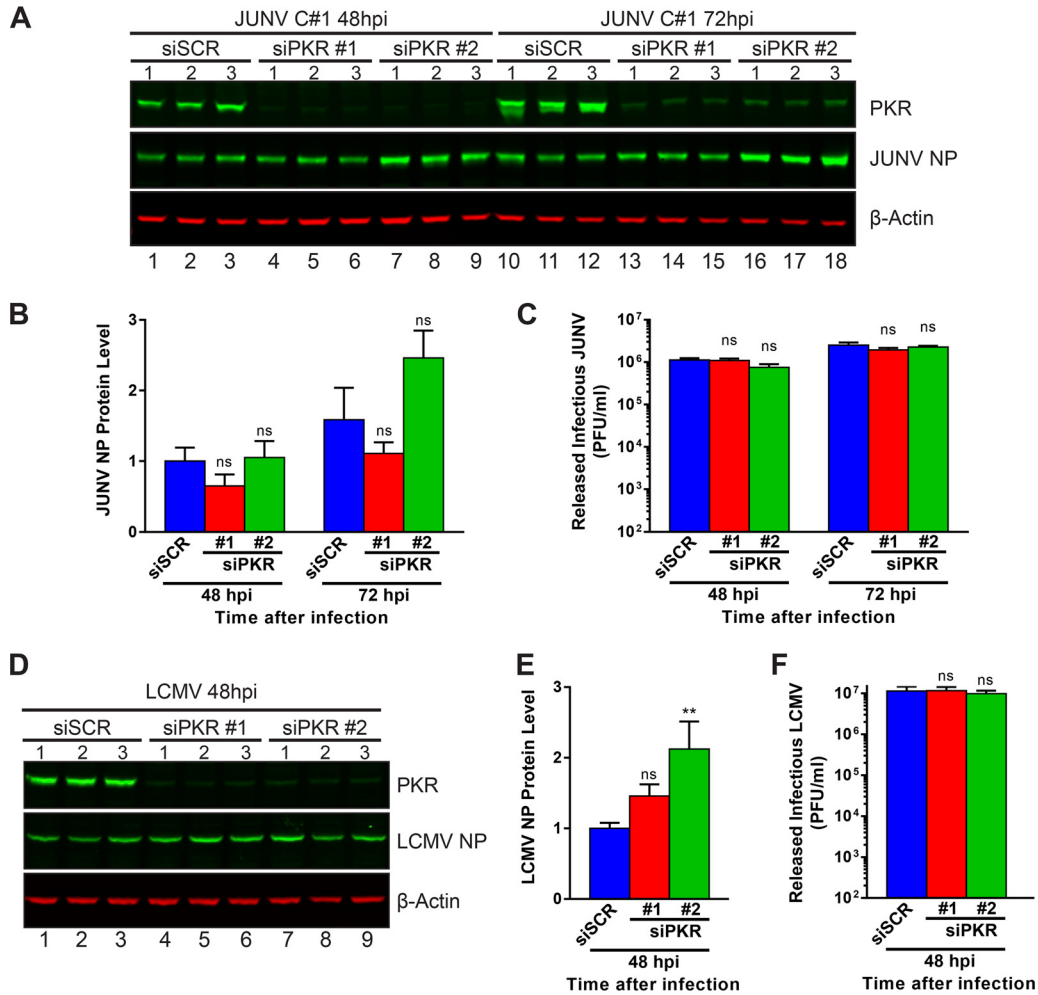 A
JUNV C#1 48hpi JUNV C#1 72hpi
siSCR siPKR #1 siPKR #2 siSCR siPKR #1 siPKR #2
1 2 3 1 2 3 1 2 3 1 2 3 1 2 3 1 2 3
PKR
JUNV NP
β-Actin
1 2 3 4 5 6 7 8 9 10 11 12 13 14 15 16 17 18
B
JUNV NP Protein Level
3
2
1
0
ns ns ns ns
siSCR #1 #2 siSCR #1 #2
siPKR siPKR
48 hpi 72 hpi
Time after infection
C
Released Infectious JUNV
(PFU/ml)
10⁷
10⁶
10⁵
10⁴
10³
10²
ns ns ns ns
siSCR #1 #2 siSCR #1 #2
siPKR siPKR
48 hpi 72 hpi
Time after infection
D
LCMV 48hpi
siSCR siPKR #1 siPKR #2
1 2 3 1 2 3 1 2 3
PKR
LCMV NP
β-Actin
1 2 3 4 5 6 7 8 9
E
LCMV NP Protein Level
3
2
1
0
ns **
siSCR #1 #2
siPKR
48 hpi
Time after infection
F
Released Infectious LCMV
(PFU/ml)
10⁷
10⁶
10⁵
10⁴
10³
10²
ns ns
siSCR #1 #2
siPKR
48 hpi
Time after infection